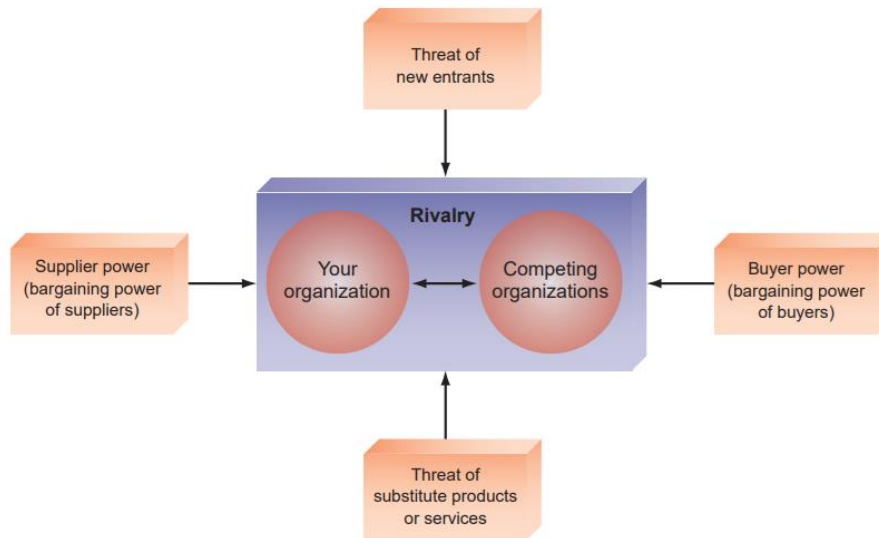 Threat of
new entrants
Rivalry
Supplier power
(bargaining power
of suppliers)
Your
organization
Competing
organizations
Buyer power
(bargaining power
of buyers)
Threat of
substitute products
or services